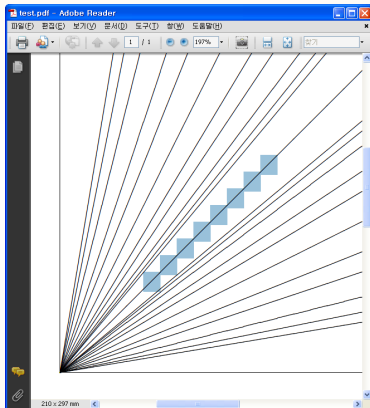 test.pdf - Adobe Reader
파일(F) 편집(E) 보기(V) 문서(D) 도구(T) 창(W) 도움말(H)
1 / 1 197% 찾기
210 x 297 mm